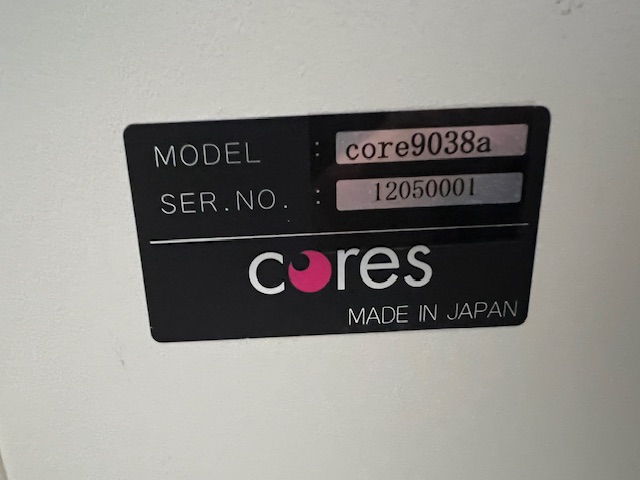 MODEL : core9038a
SER.NO. : 12050001
cores
MADE IN JAPAN